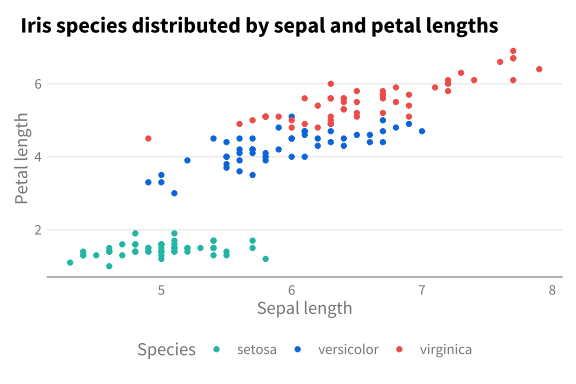 Iris species distributed by sepal and petal lengths
Petal length
6
4
2
5 6 7 8
Sepal length
Species setosa versicolor virginica